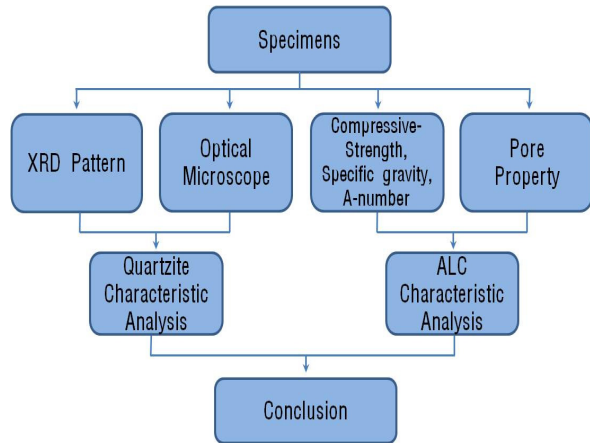 Specimens
XRD Pattern
Optical
Microscope
Compressive-
Strength,
Specific gravity,
A-number
Pore
Property
Quartzite
Characteristic
Analysis
ALC
Characteristic
Analysis
Conclusion